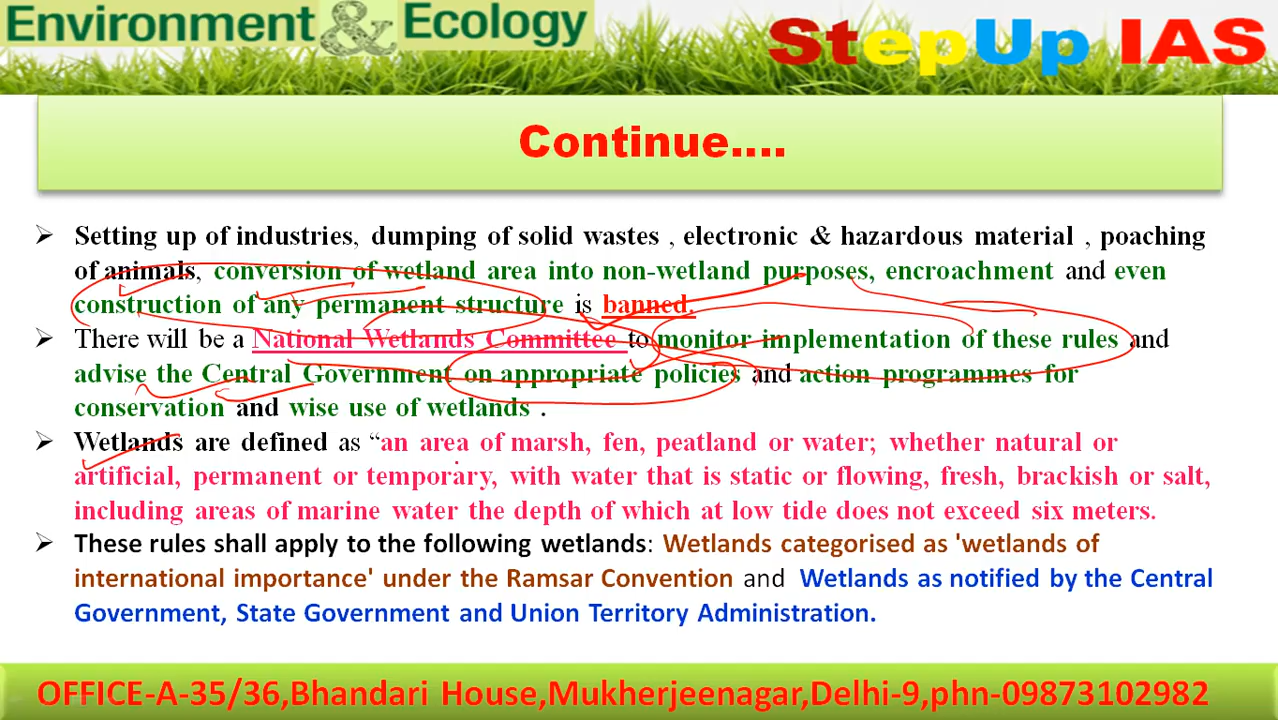 Environment & Ecology
StepUp IAS
Continue....
Setting up of industries, dumping of solid wastes , electronic & hazardous material , poaching
of animals, conversion of wetland area into non-wetland purposes, encroachment and even
construction of any permanent structure is banned.
There will be a National Wetlands Committee to monitor implementation of these rules and
advise the Central Government on appropriate policies and action programmes for
conservation and wise use of wetlands .
Wetlands are defined as “an area of marsh, fen, peatland or water; whether natural or
artificial, permanent or temporary, with water that is static or flowing, fresh, brackish or salt,
including areas of marine water the depth of which at low tide does not exceed six meters.
These rules shall apply to the following wetlands: Wetlands categorised as 'wetlands of
international importance' under the Ramsar Convention and Wetlands as notified by the Central
Government, State Government and Union Territory Administration.
OFFICE-A-35/36,Bhandari House,Mukherjeenagar,Delhi-9,phn-09873102982